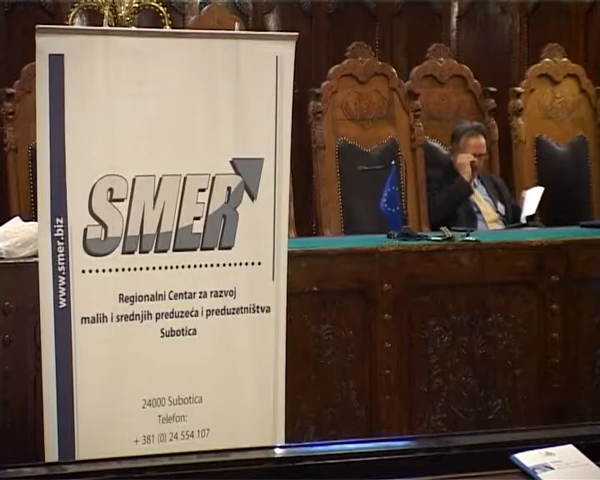 www.smer.biz
SMER
Regionalni Centar za razvoj
malih i srednjih preduzeća i preduzetništva
Subotica
24000 Subotica
Telefon:
+ 381 (0) 24 554 107